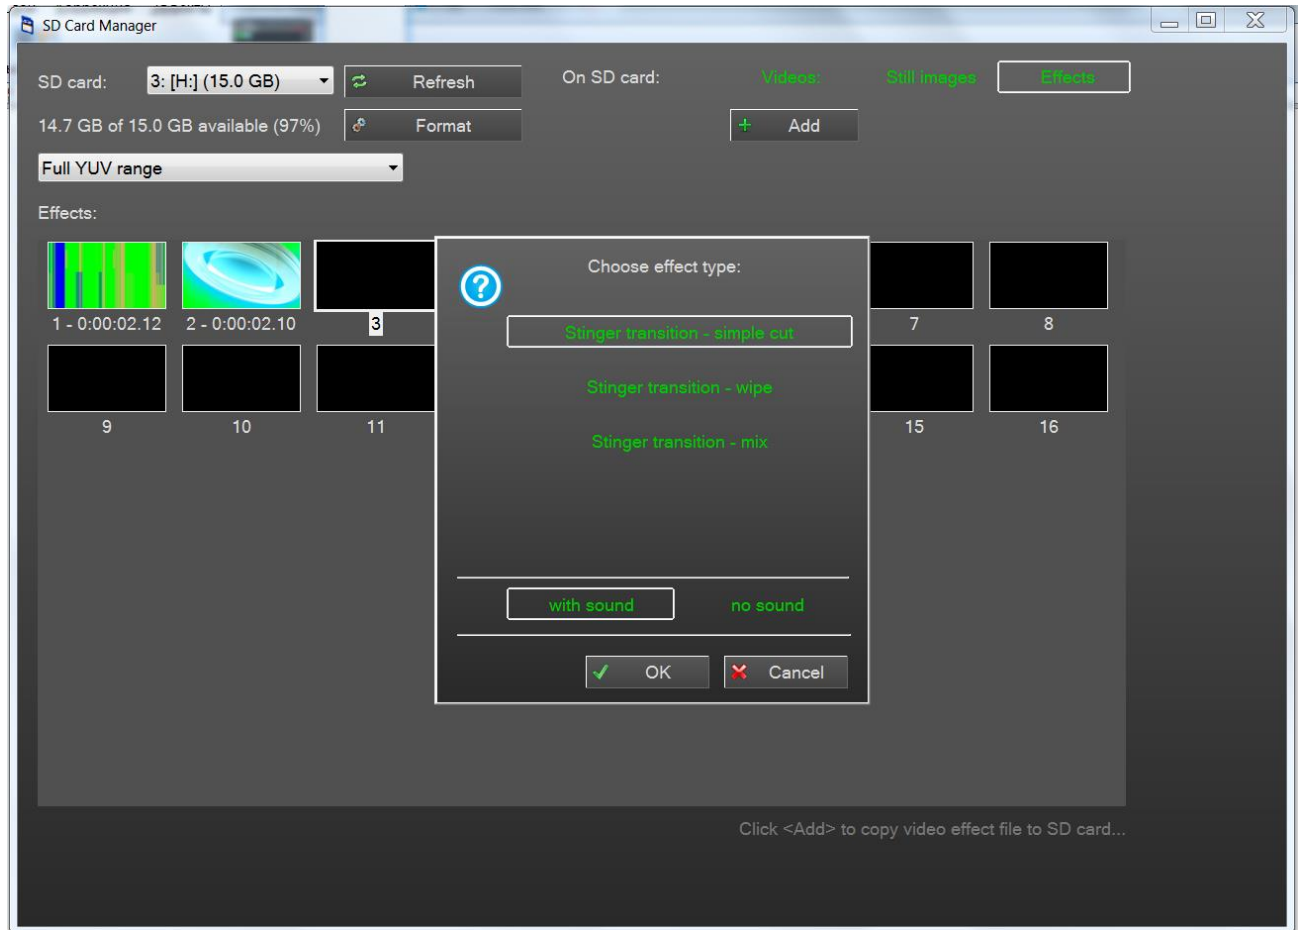 SD Card Manager
SD card: 3: [H:] (15.0 GB) Refresh On SD card: Videos: Still images Effects
14.7 GB of 15.0 GB available (97%) Format Add
Full YUV range
Effects:
1 - 0:00:02.12 2 - 0:00:02.10 3 7 8
9 10 11 15 16
Choose effect type:
Stinger transition - simple cut
Stinger transition - wipe
Stinger transition - mix
with sound no sound
OK Cancel
Click <Add> to copy video effect file to SD card...